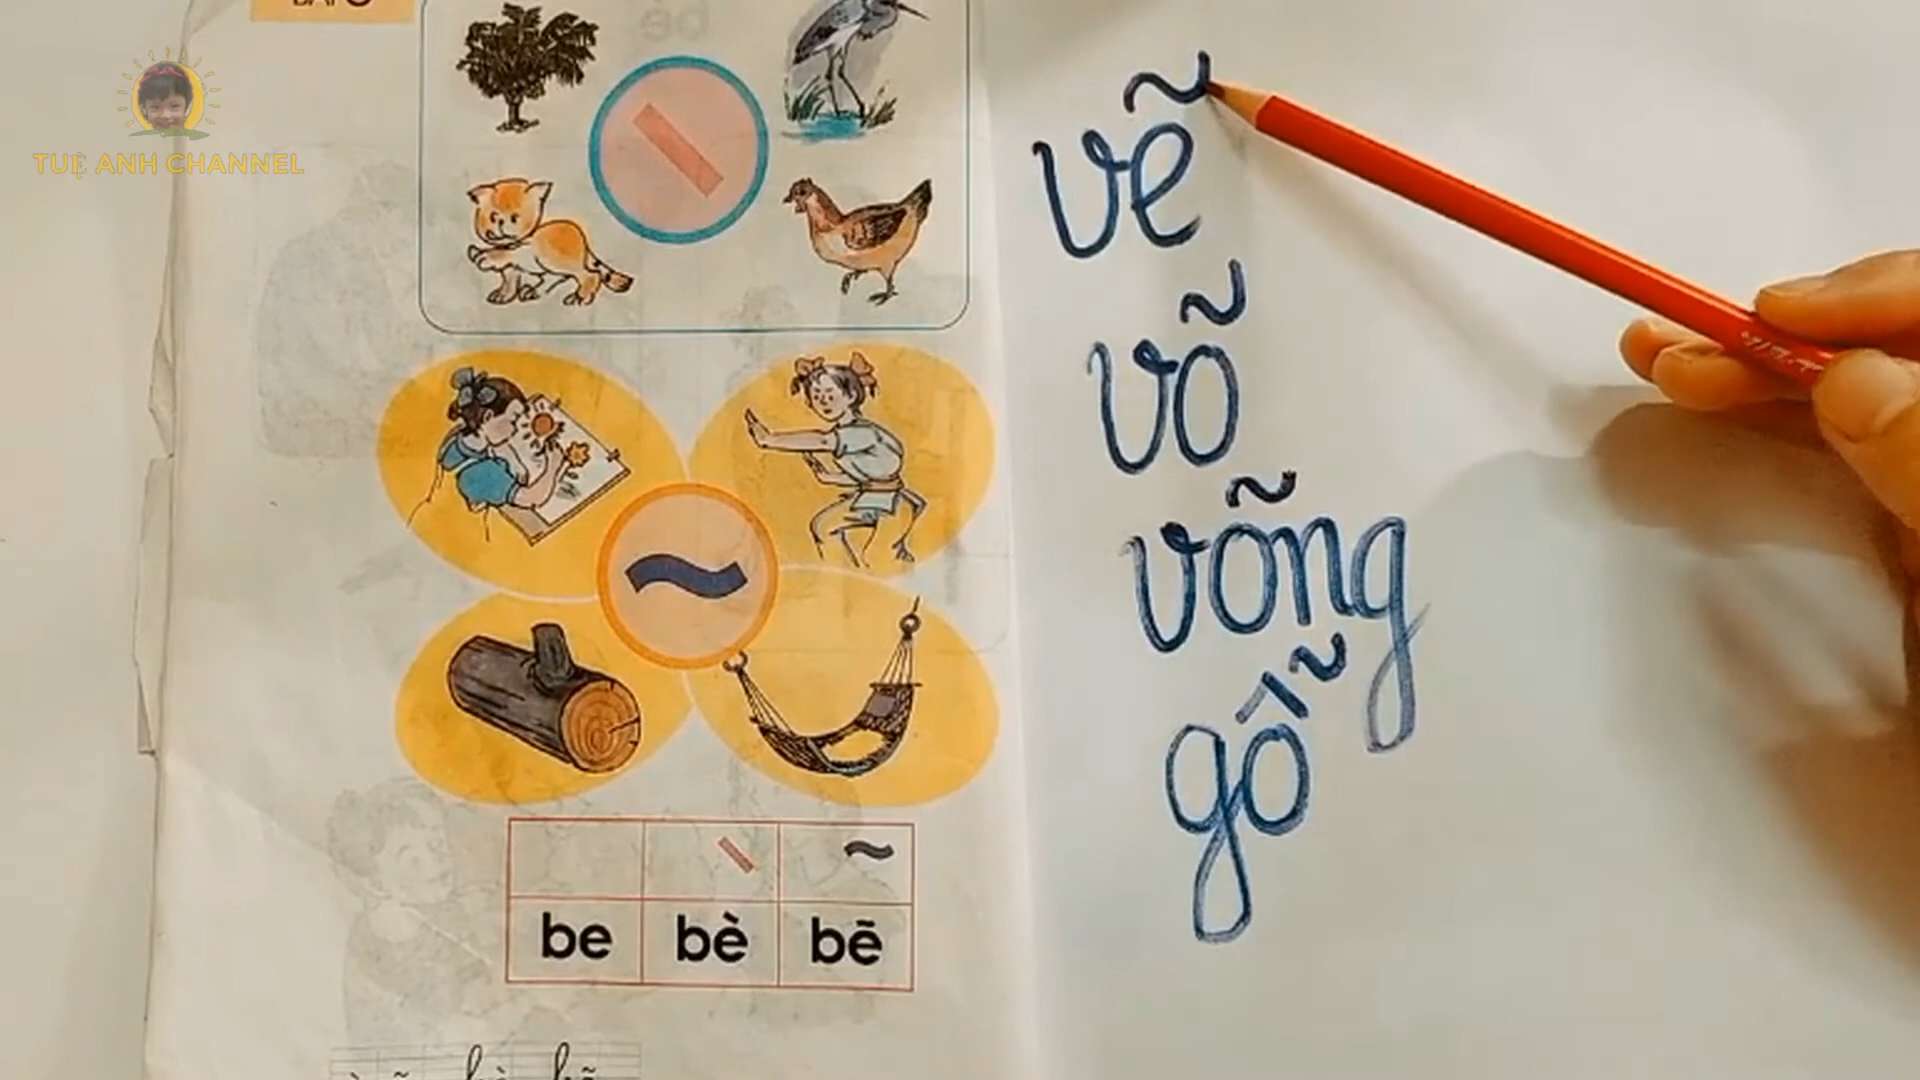 TUỆ ANH CHANNEL
vẽ
võ
võng
gỗ
be bè bẽ